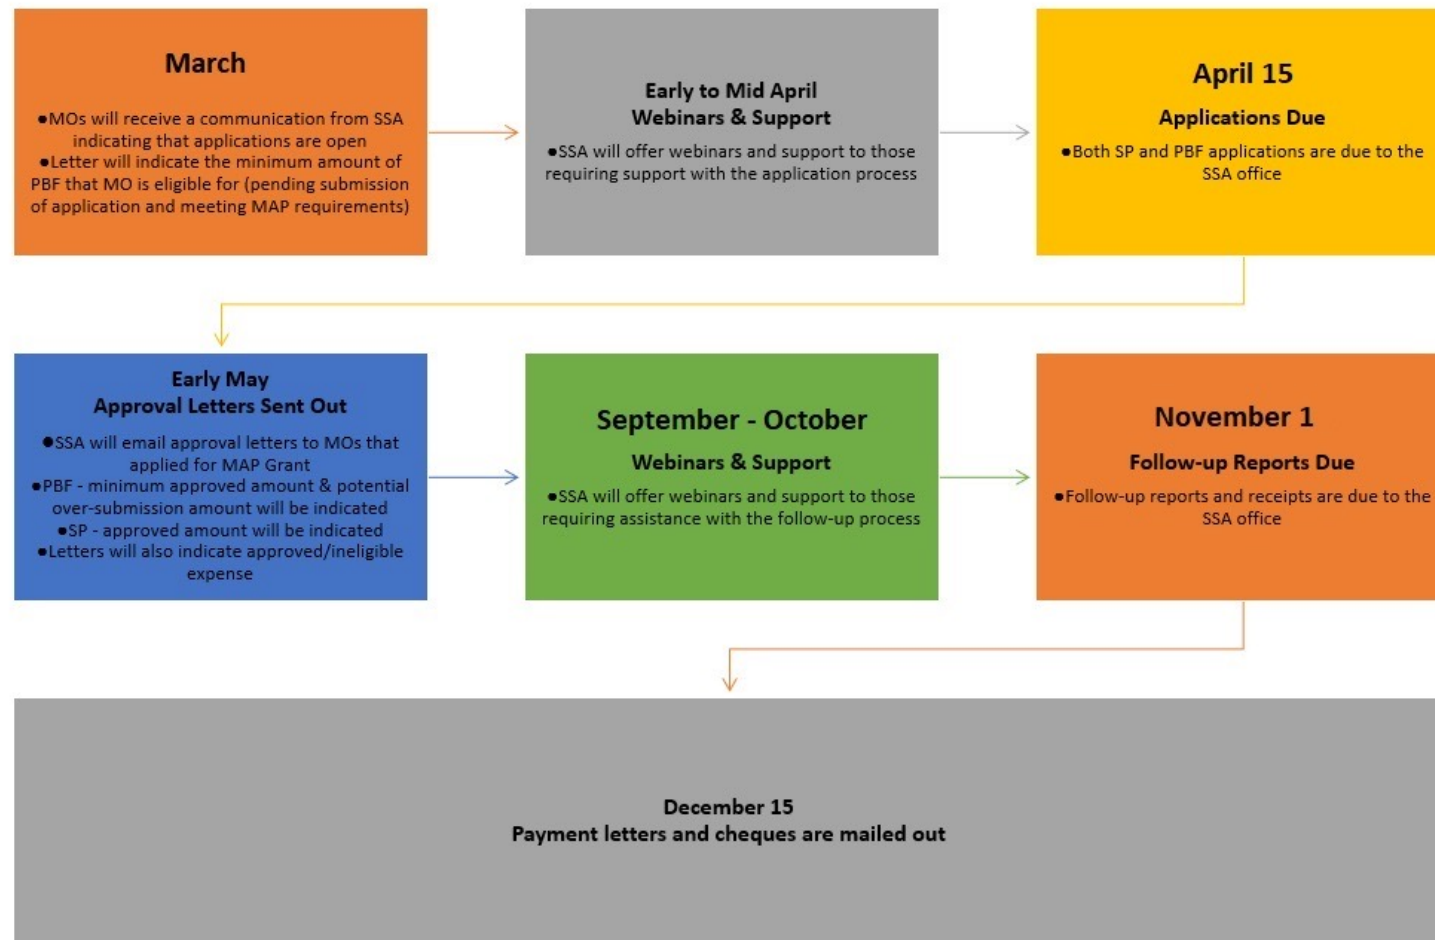 March
●MOs will receive a communication from SSA
indicating that applications are open
●Letter will indicate the minimum amount of
PBF that MO is eligible for (pending submission
of application and meeting MAP requirements)
Early to Mid April
Webinars & Support
●SSA will offer webinars and support to those
requiring support with the application process
April 15
Applications Due
●Both SP and PBF applications are due to the
SSA office
Early May
Approval Letters Sent Out
●SSA will email approval letters to MOs that
applied for MAP Grant
●PBF - minimum approved amount & potential
over-submission amount will be indicated
●SP - approved amount will be indicated
●Letters will also indicate approved/ineligible
expense
September - October
Webinars & Support
●SSA will offer webinars and support to those
requiring assistance with the follow-up process
November 1
Follow-up Reports Due
●Follow-up reports and receipts are due to the
SSA office
December 15
Payment letters and cheques are mailed out